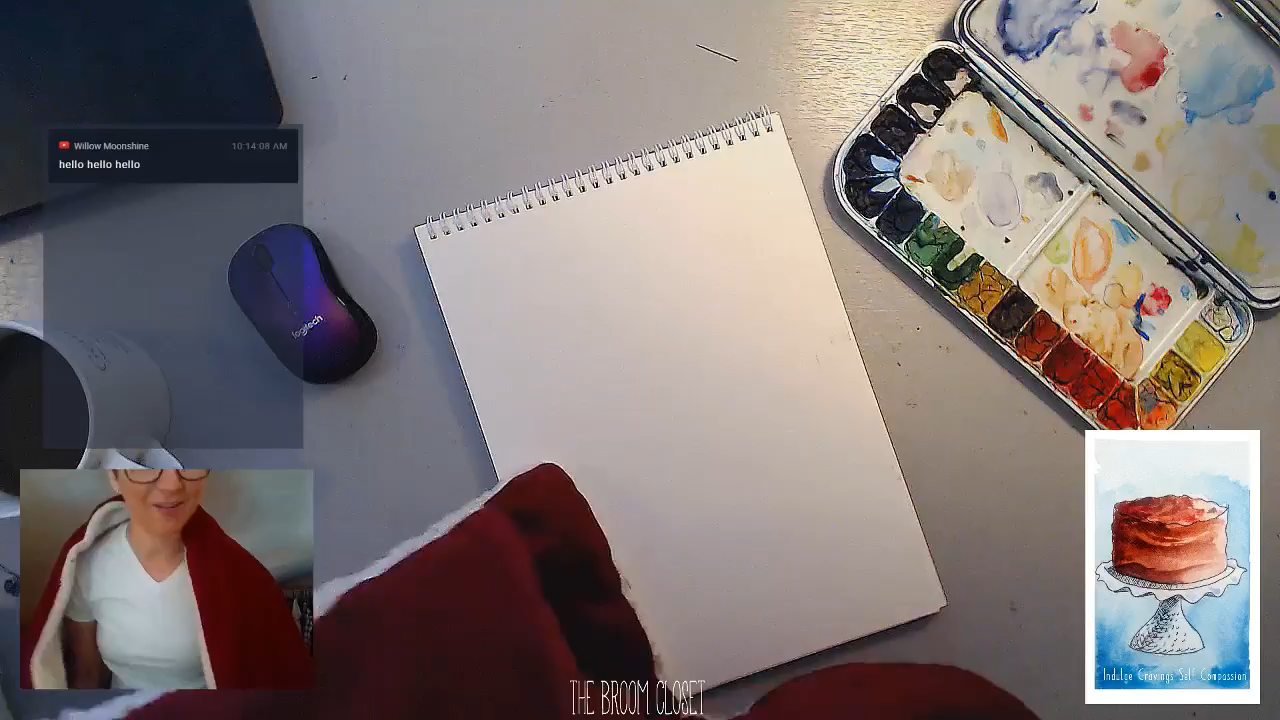 Willow Moonshine 10:14:08 AM
hello hello hello
logitech
THE BROOM CLOSET
Indulge Cravings Self Compassion